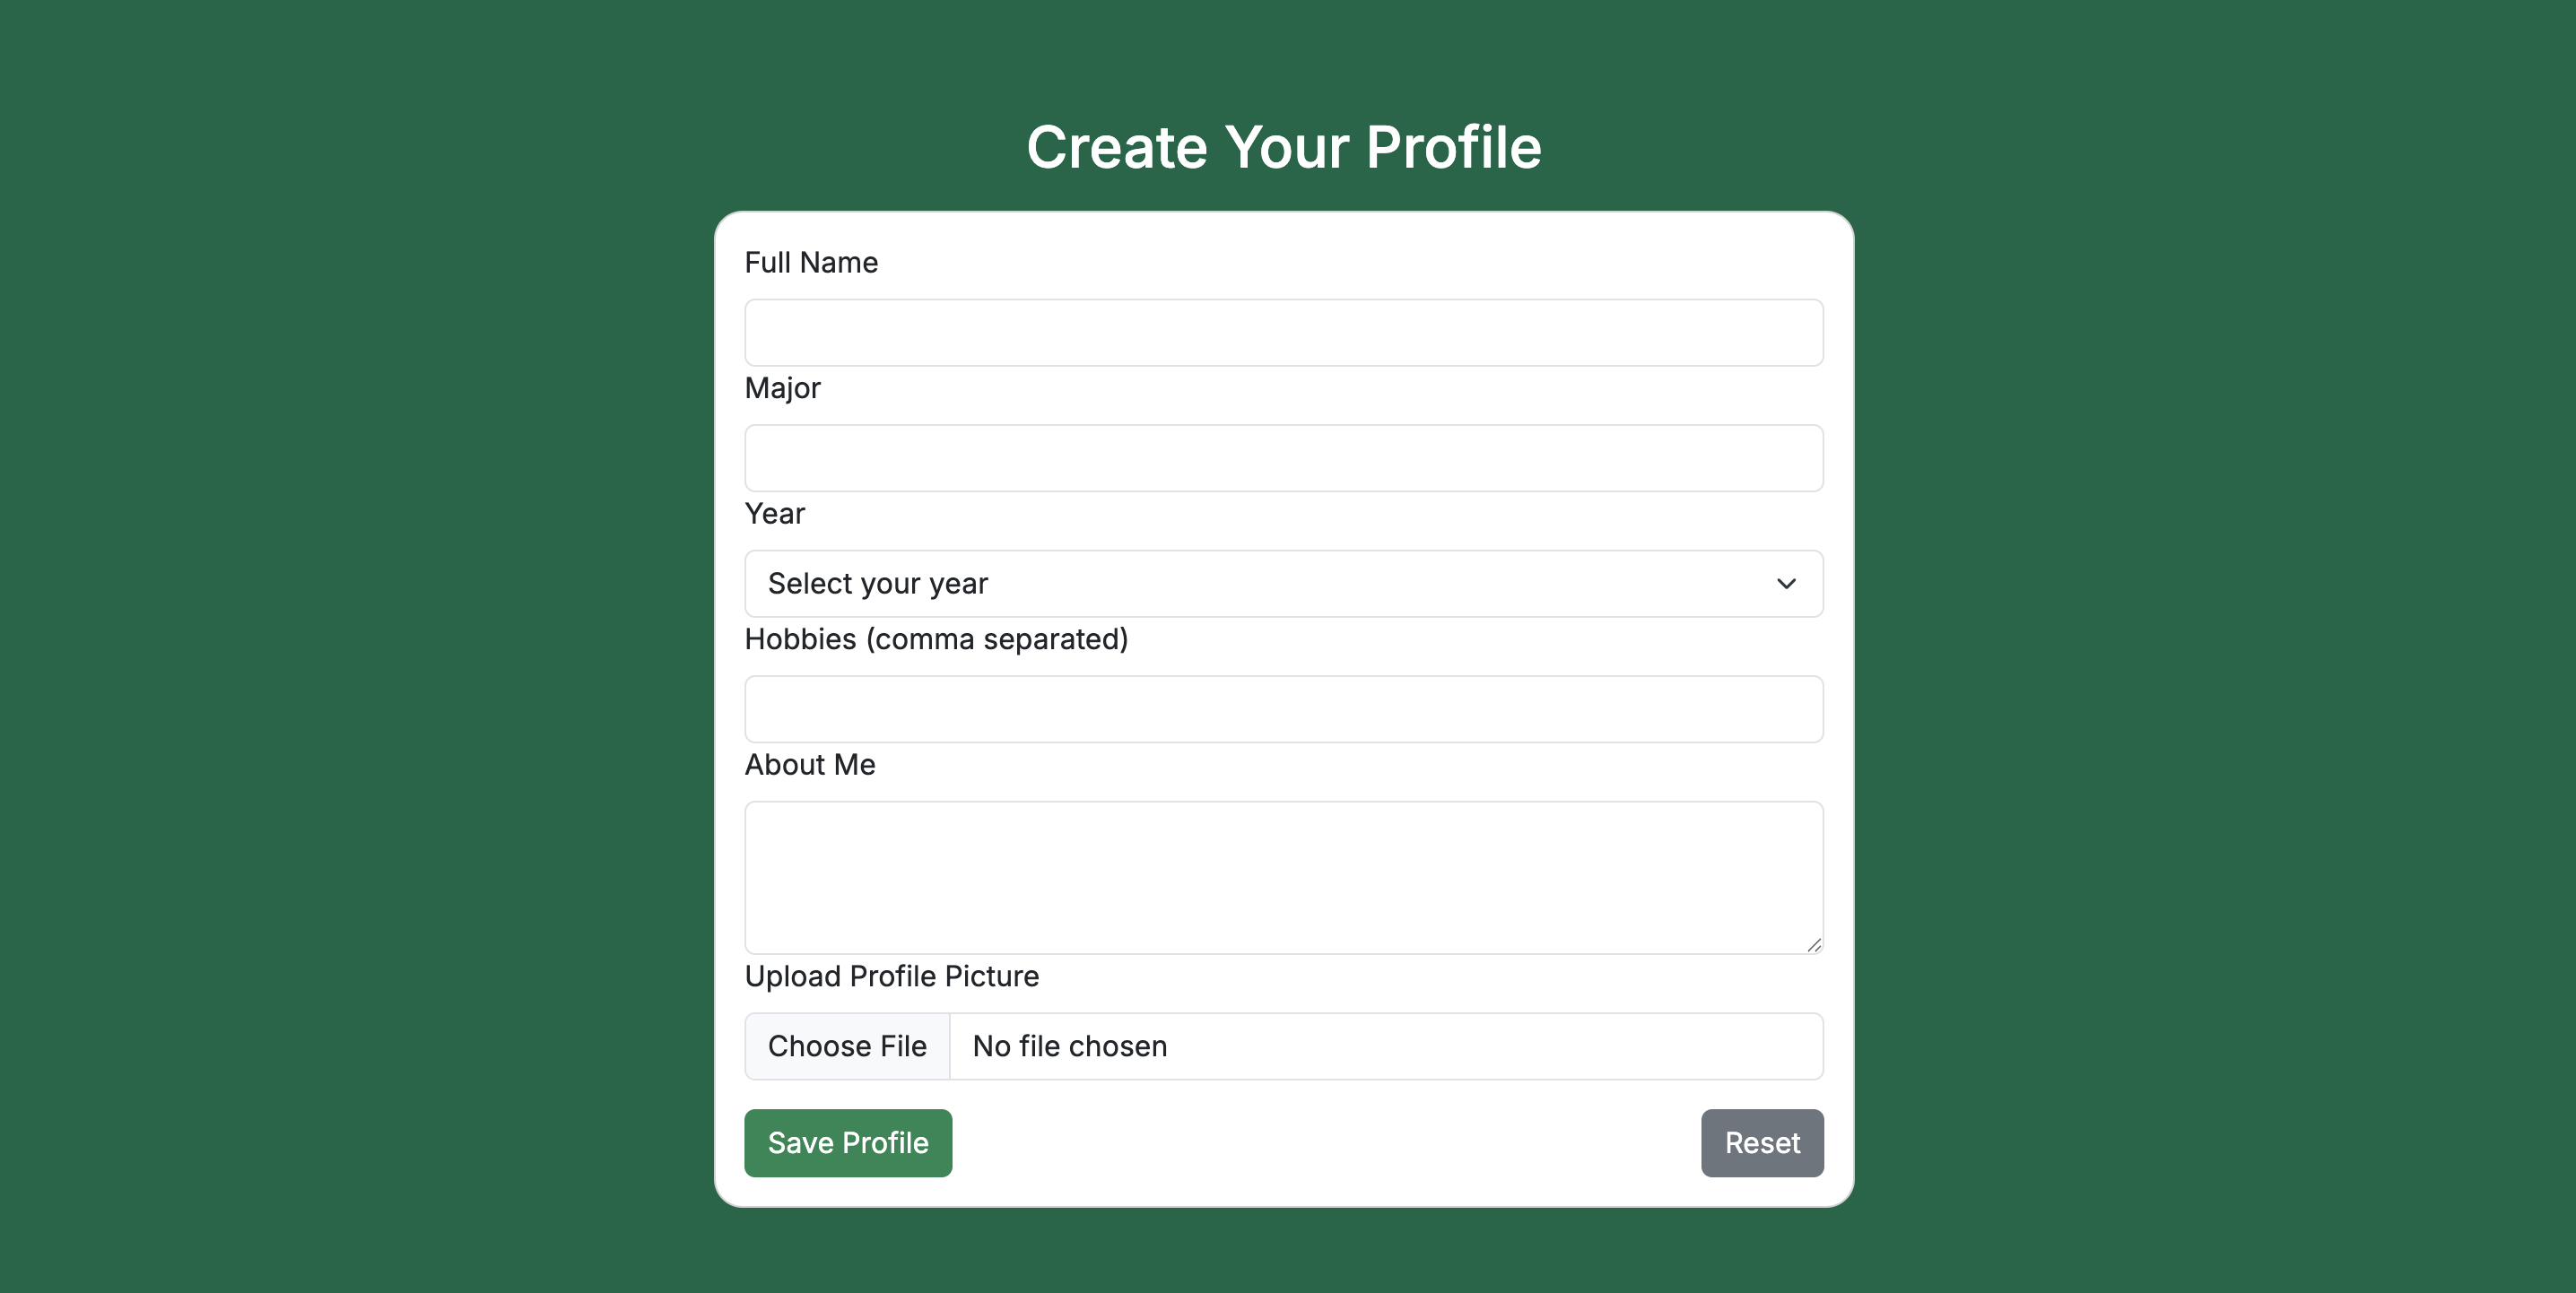 Create Your Profile
Full Name
Major
Year
Select your year
Hobbies (comma separated)
About Me
Upload Profile Picture
Choose File No file chosen
Save Profile Reset